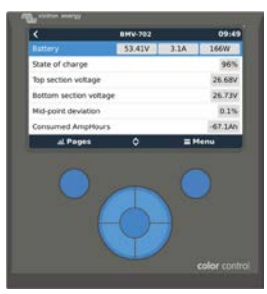 victron energy
BMV-702 09:49
Battery 53.41V 3.1A 166W
State of charge 96%
Top section voltage 26.68V
Bottom section voltage 26.73V
Mid-point deviation 0.1%
Consumed AmpHours -67.1Ah
Pages Menu
color control